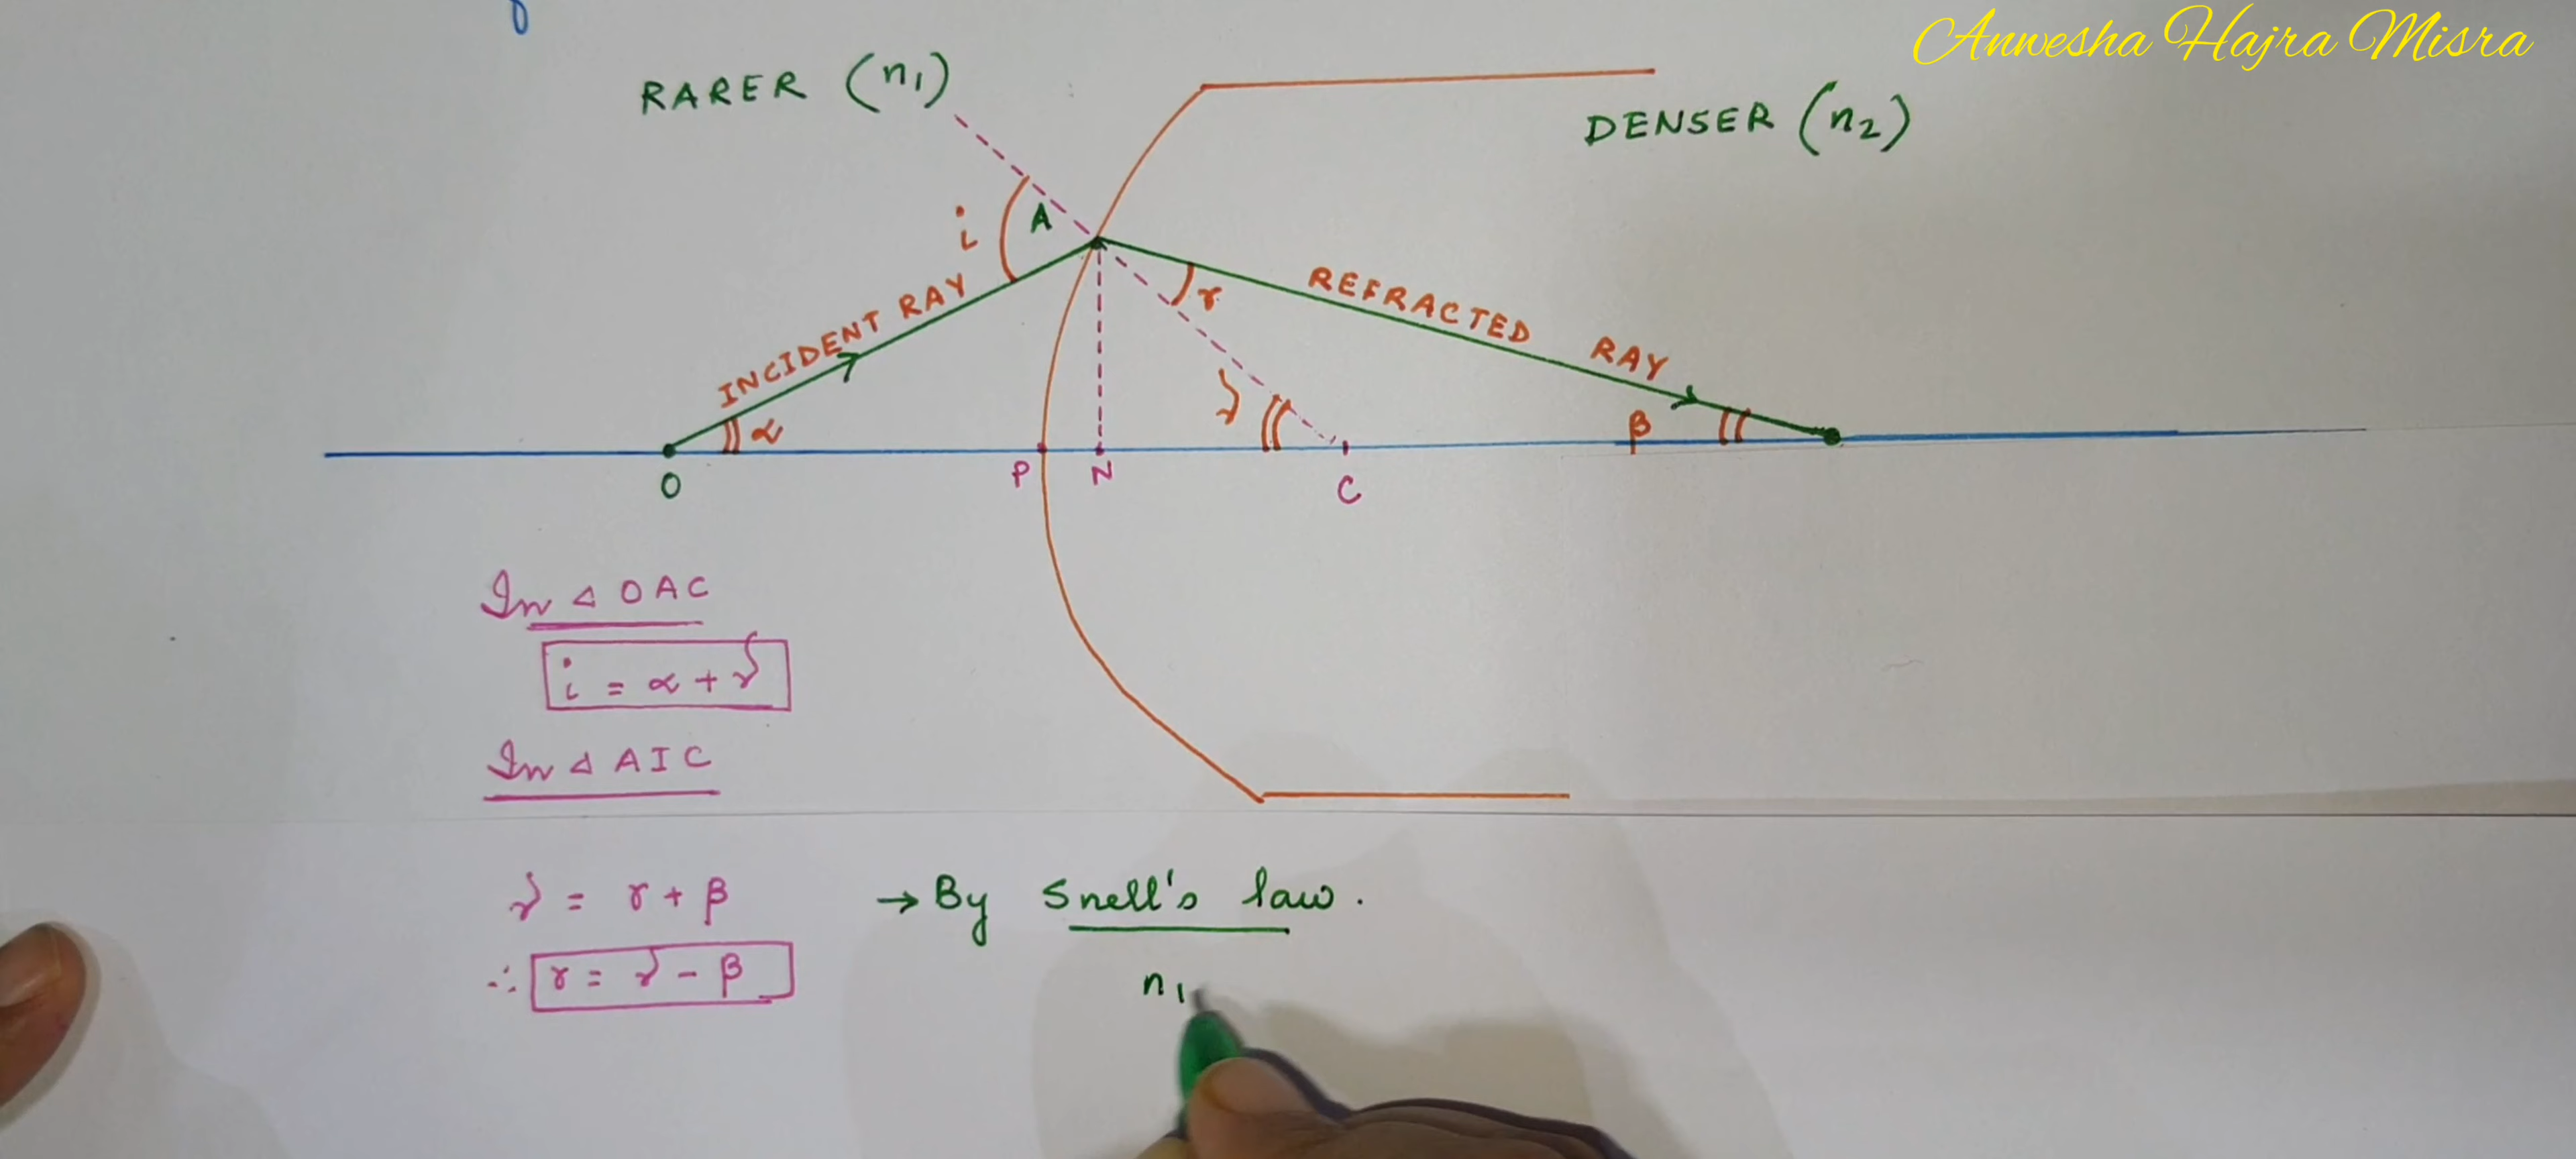 Anwesha Hajra Misra
RARER (n₁)
DENSER (n₂)
i
A
INCIDENT RAY
r
REFRACTED RAY
α
γ
β
O
P
N
C
In Δ OAC
i = α + γ
In Δ AIC
γ = r + β
∴ r = γ - β
→ By Snell's law.
n₁